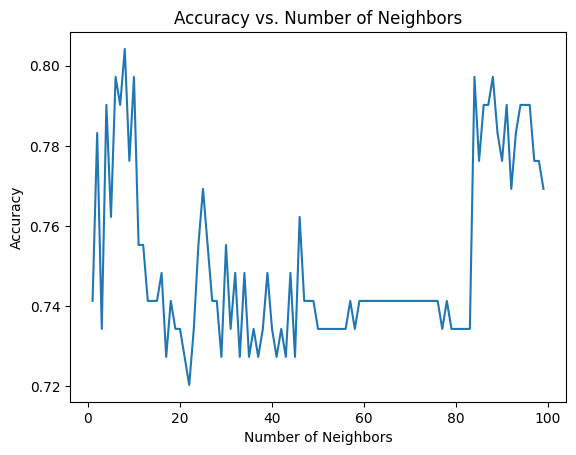 Accuracy vs. Number of Neighbors
0.80
0.78
0.76
0.74
0.72
Accuracy
0 20 40 60 80 100
Number of Neighbors